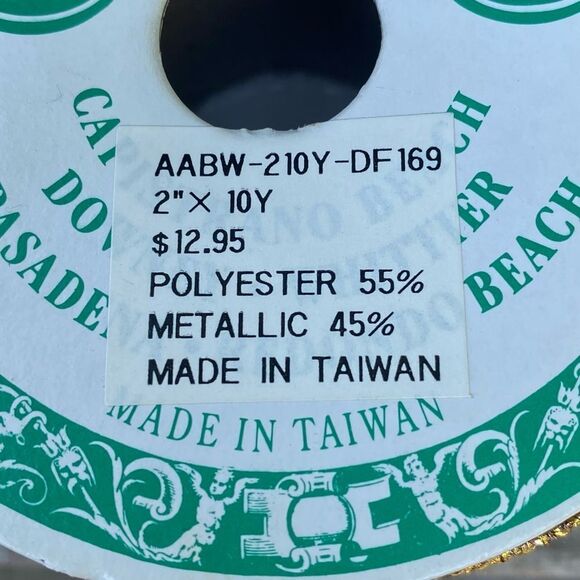 AABW-210Y-DF169
2" X 10Y
$12.95
POLYESTER 55%
METALLIC 45%
MADE IN TAIWAN
BEACH
BEACH
MADE IN TAIWAN